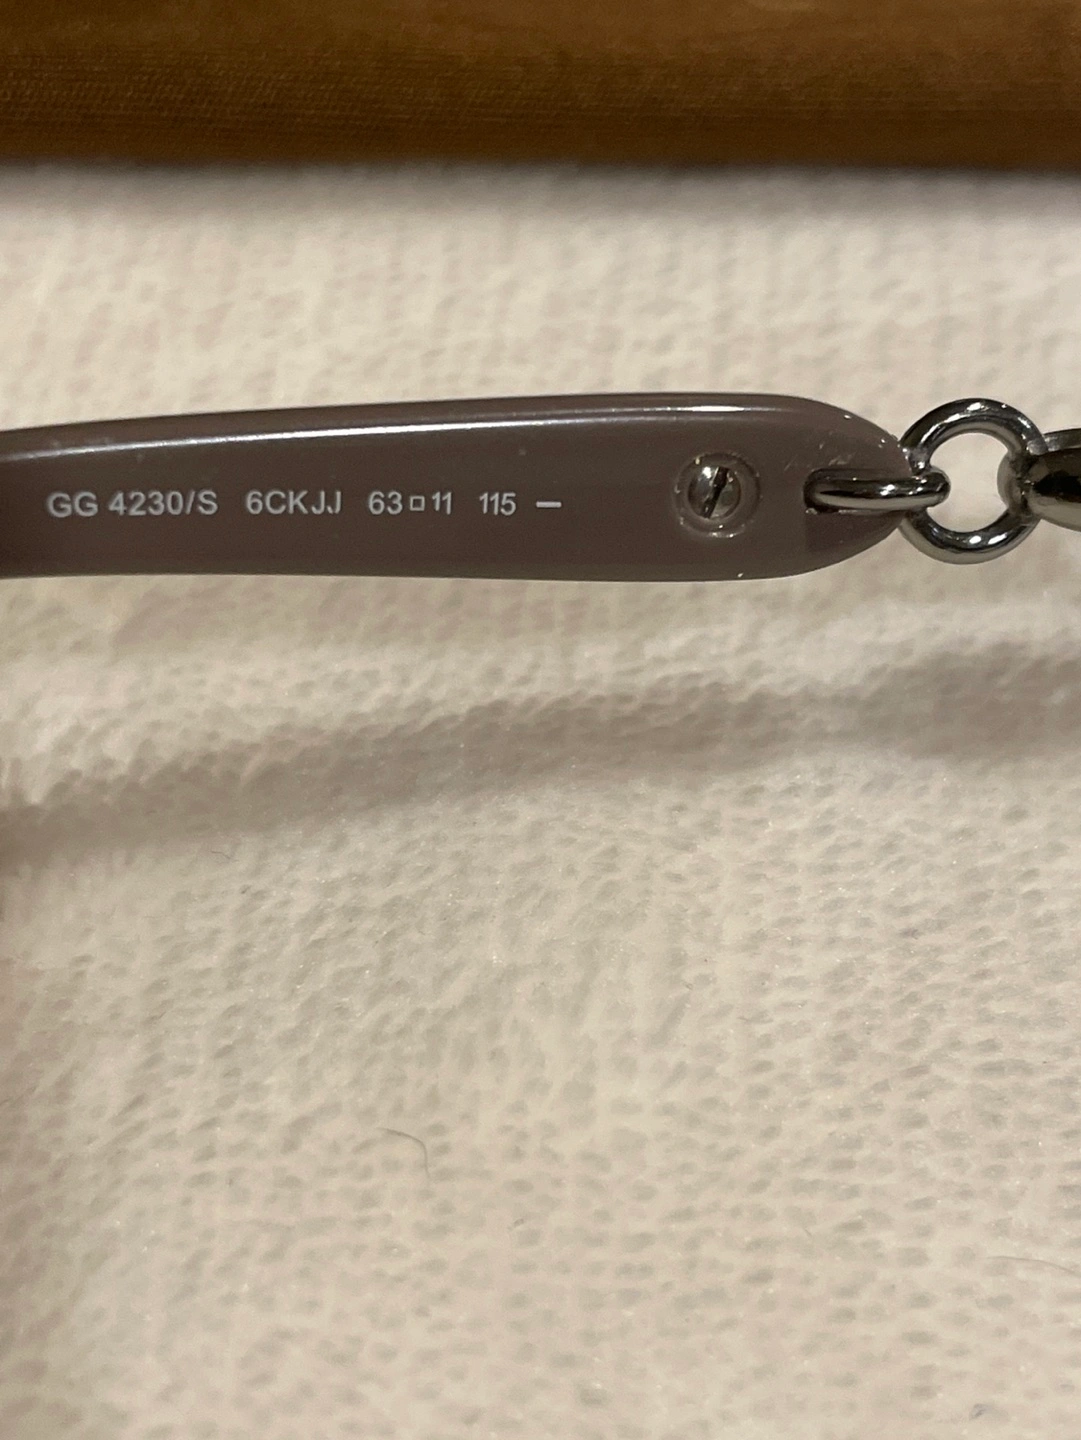 GG 4230/S 6CKJJ 63□11 115 —